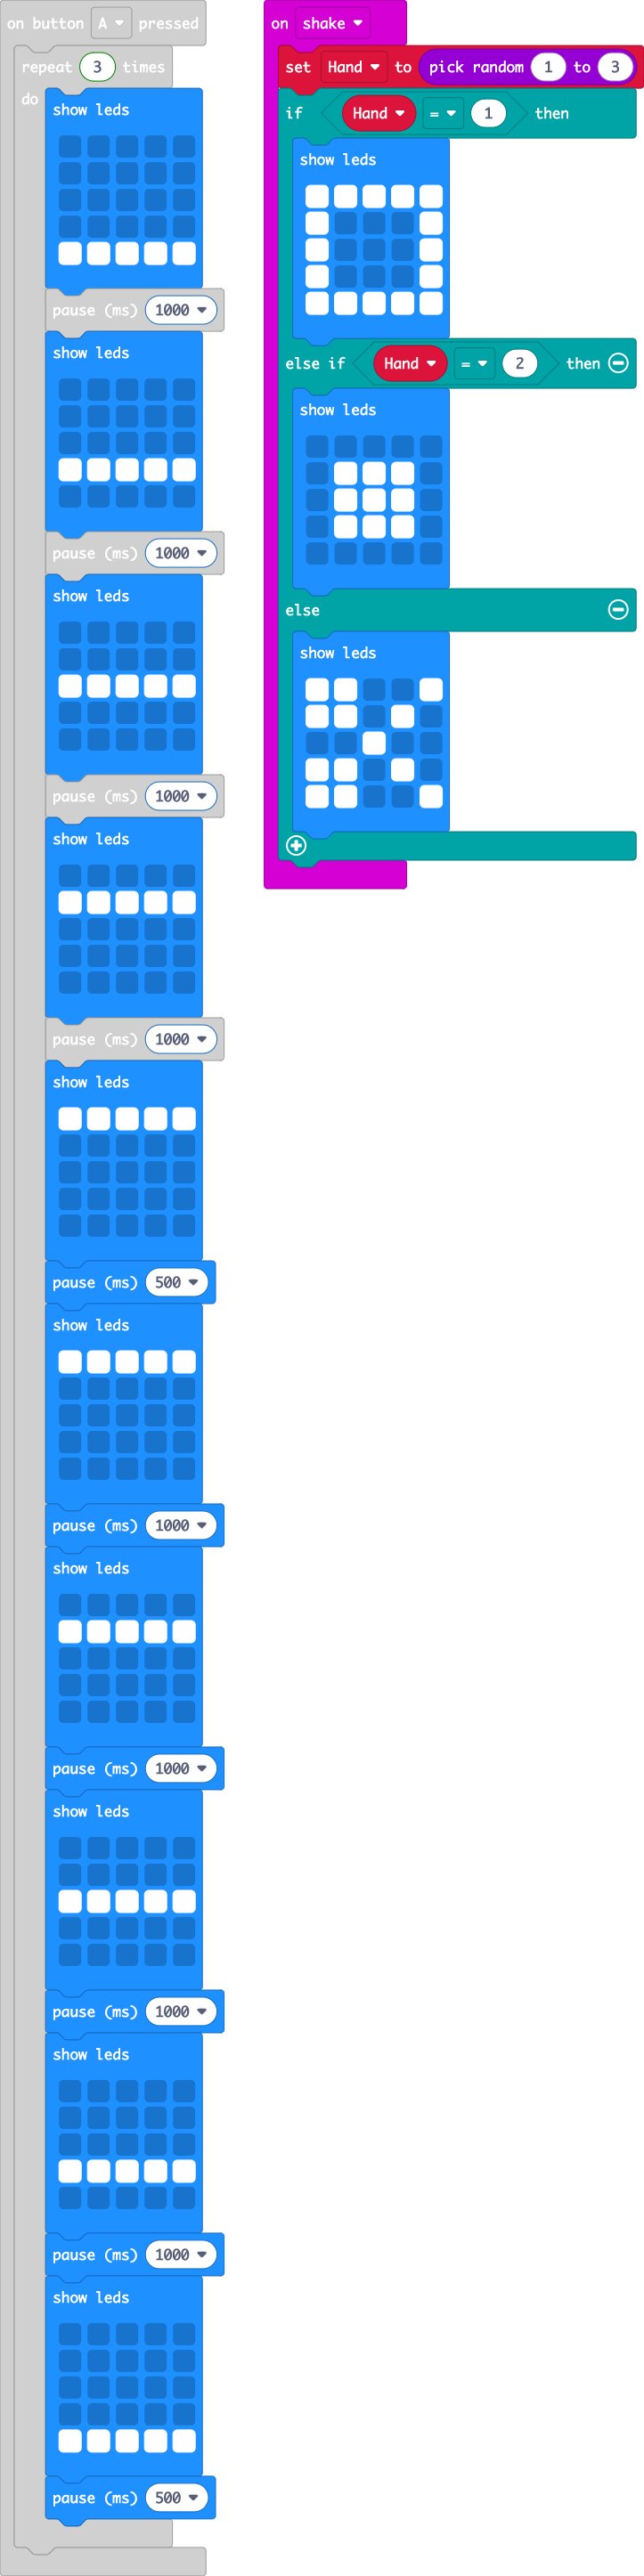 on button A pressed
repeat 3 times
do
show leds
pause (ms) 1000
show leds
pause (ms) 1000
show leds
pause (ms) 1000
show leds
pause (ms) 1000
show leds
pause (ms) 500
show leds
pause (ms) 1000
show leds
pause (ms) 1000
show leds
pause (ms) 1000
show leds
pause (ms) 1000
show leds
pause (ms) 500
on shake
set Hand to pick random 1 to 3
if Hand = 1 then
show leds
else if Hand = 2 then
show leds
else
show leds